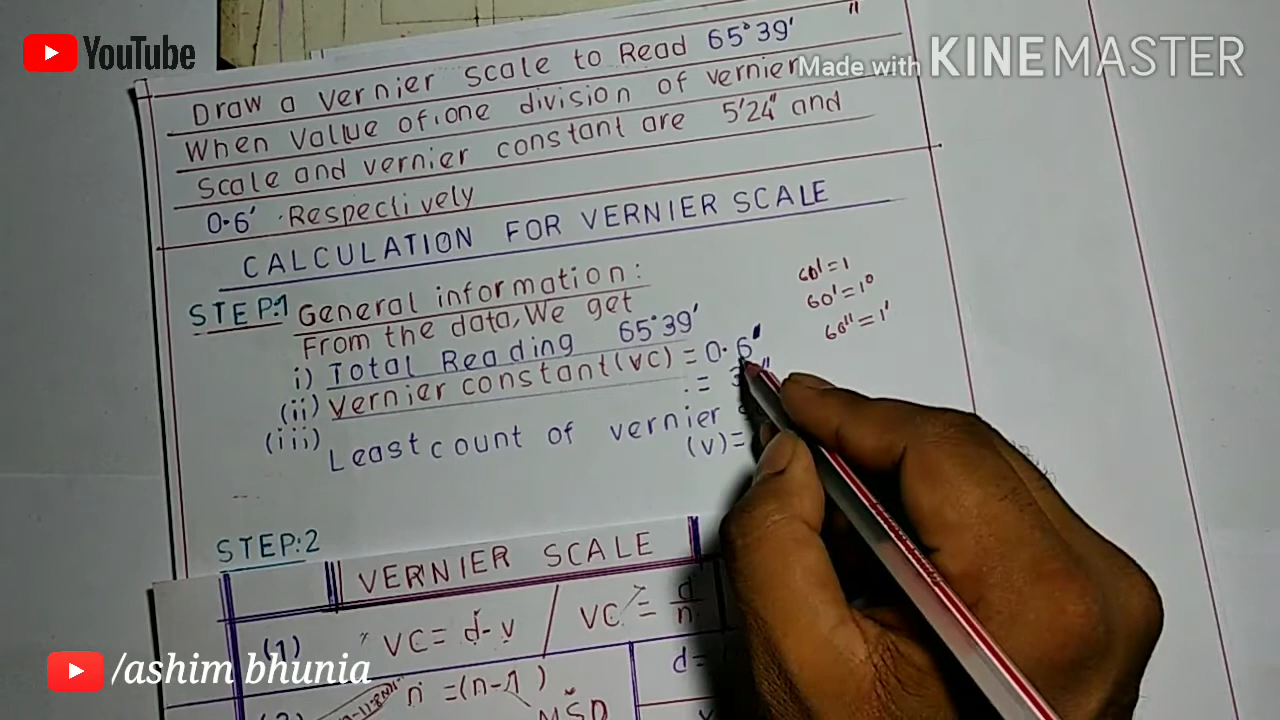 YouTube
Made with KINEMASTER
Draw a vernier scale to Read 65°39' "
When Value of one division of vernier
Scale and vernier constant are 5'24" and
0.6' Respectively
CALCULATION FOR VERNIER SCALE
STEP:1 General information:
From the data, We get
i) Total Reading 65°39'
(ii) Vernier constant (VC) = 0.6'
= "
(iii) Least count of vernier
(v)=
60'=1
60'=1°
60"=1'
STEP:2
VERNIER SCALE
(1) VC= d-v / VC = d/n
n =(n-1)
MSD
d=
/ashim bhunia